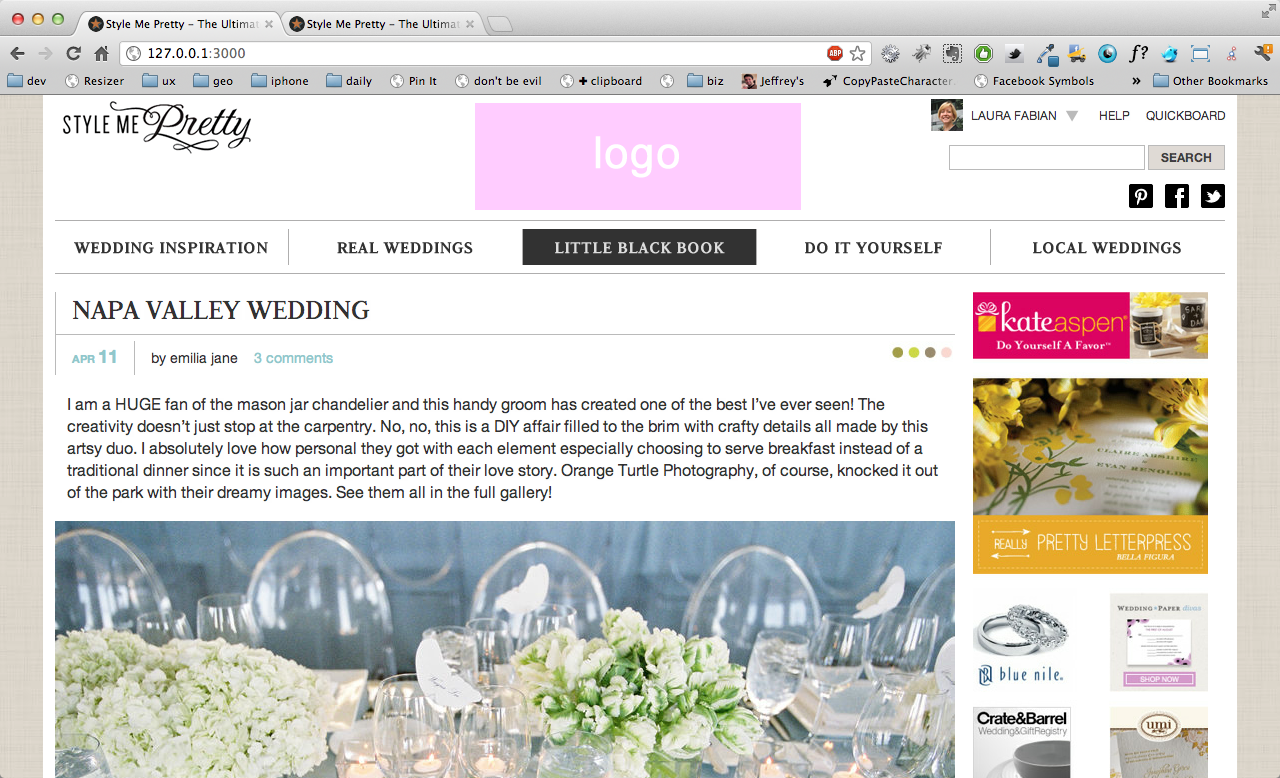 Style Me Pretty – The Ultimat
Style Me Pretty – The Ultimat
127.0.0.1:3000
ABP
f?
dev
Resizer
ux
geo
iphone
daily
Pin It
don't be evil
+ clipboard
biz
Jeffrey's
CopyPasteCharacter.
Facebook Symbols
»
Other Bookmarks
STYLE ME Pretty
logo
LAURA FABIAN
HELP
QUICKBOARD
SEARCH
WEDDING INSPIRATION
REAL WEDDINGS
LITTLE BLACK BOOK
DO IT YOURSELF
LOCAL WEDDINGS
NAPA VALLEY WEDDING
APR 11
by emilia jane
3 comments
I am a HUGE fan of the mason jar chandelier and this handy groom has created one of the best I've ever seen! The
creativity doesn't just stop at the carpentry. No, no, this is a DIY affair filled to the brim with crafty details all made by this
artsy duo. I absolutely love how personal they got with each element especially choosing to serve breakfast instead of a
traditional dinner since it is such an important part of their love story. Orange Turtle Photography, of course, knocked it out
of the park with their dreamy images. See them all in the full gallery!
kateaspen
Do Yourself A Favor™
CLAIRE ABSHIRE
EVAN RENOLDS
REALLY PRETTY LETTERPRESS
BELLA FIGURA
blue nile.
WEDDING PAPER divas
SHOP NOW
Crate&Barrel
Wedding&GiftRegistry
umi